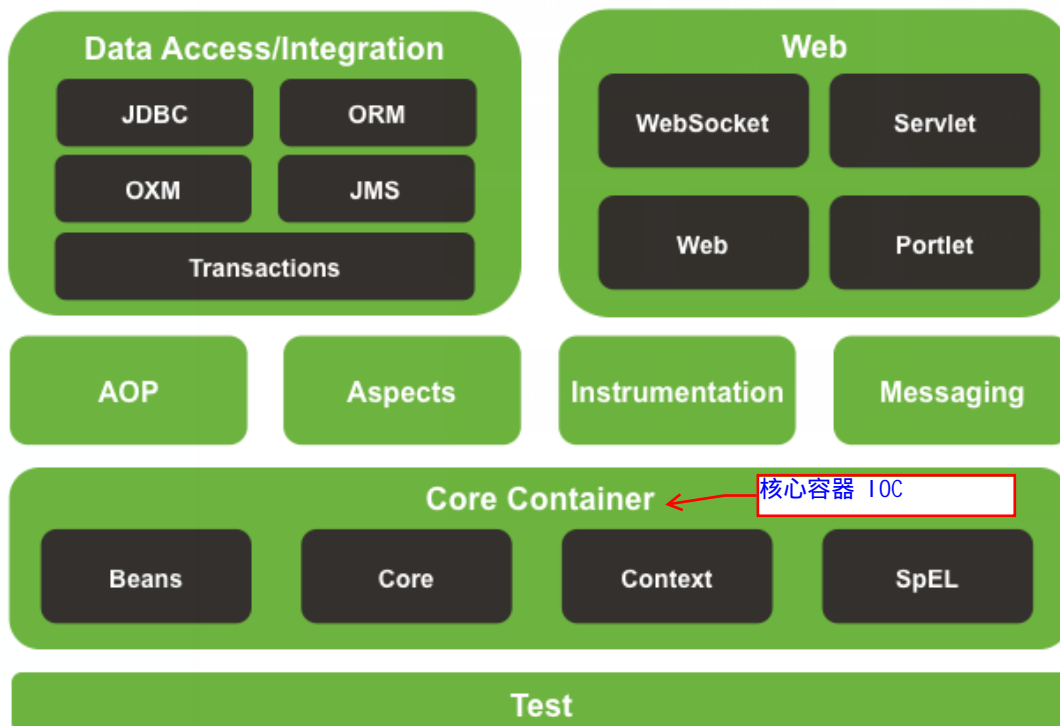 Data Access/Integration
JDBC
ORM
OXM
JMS
Transactions
Web
WebSocket
Servlet
Web
Portlet
AOP
Aspects
Instrumentation
Messaging
Core Container
核心容器 IOC
Beans
Core
Context
SpEL
Test